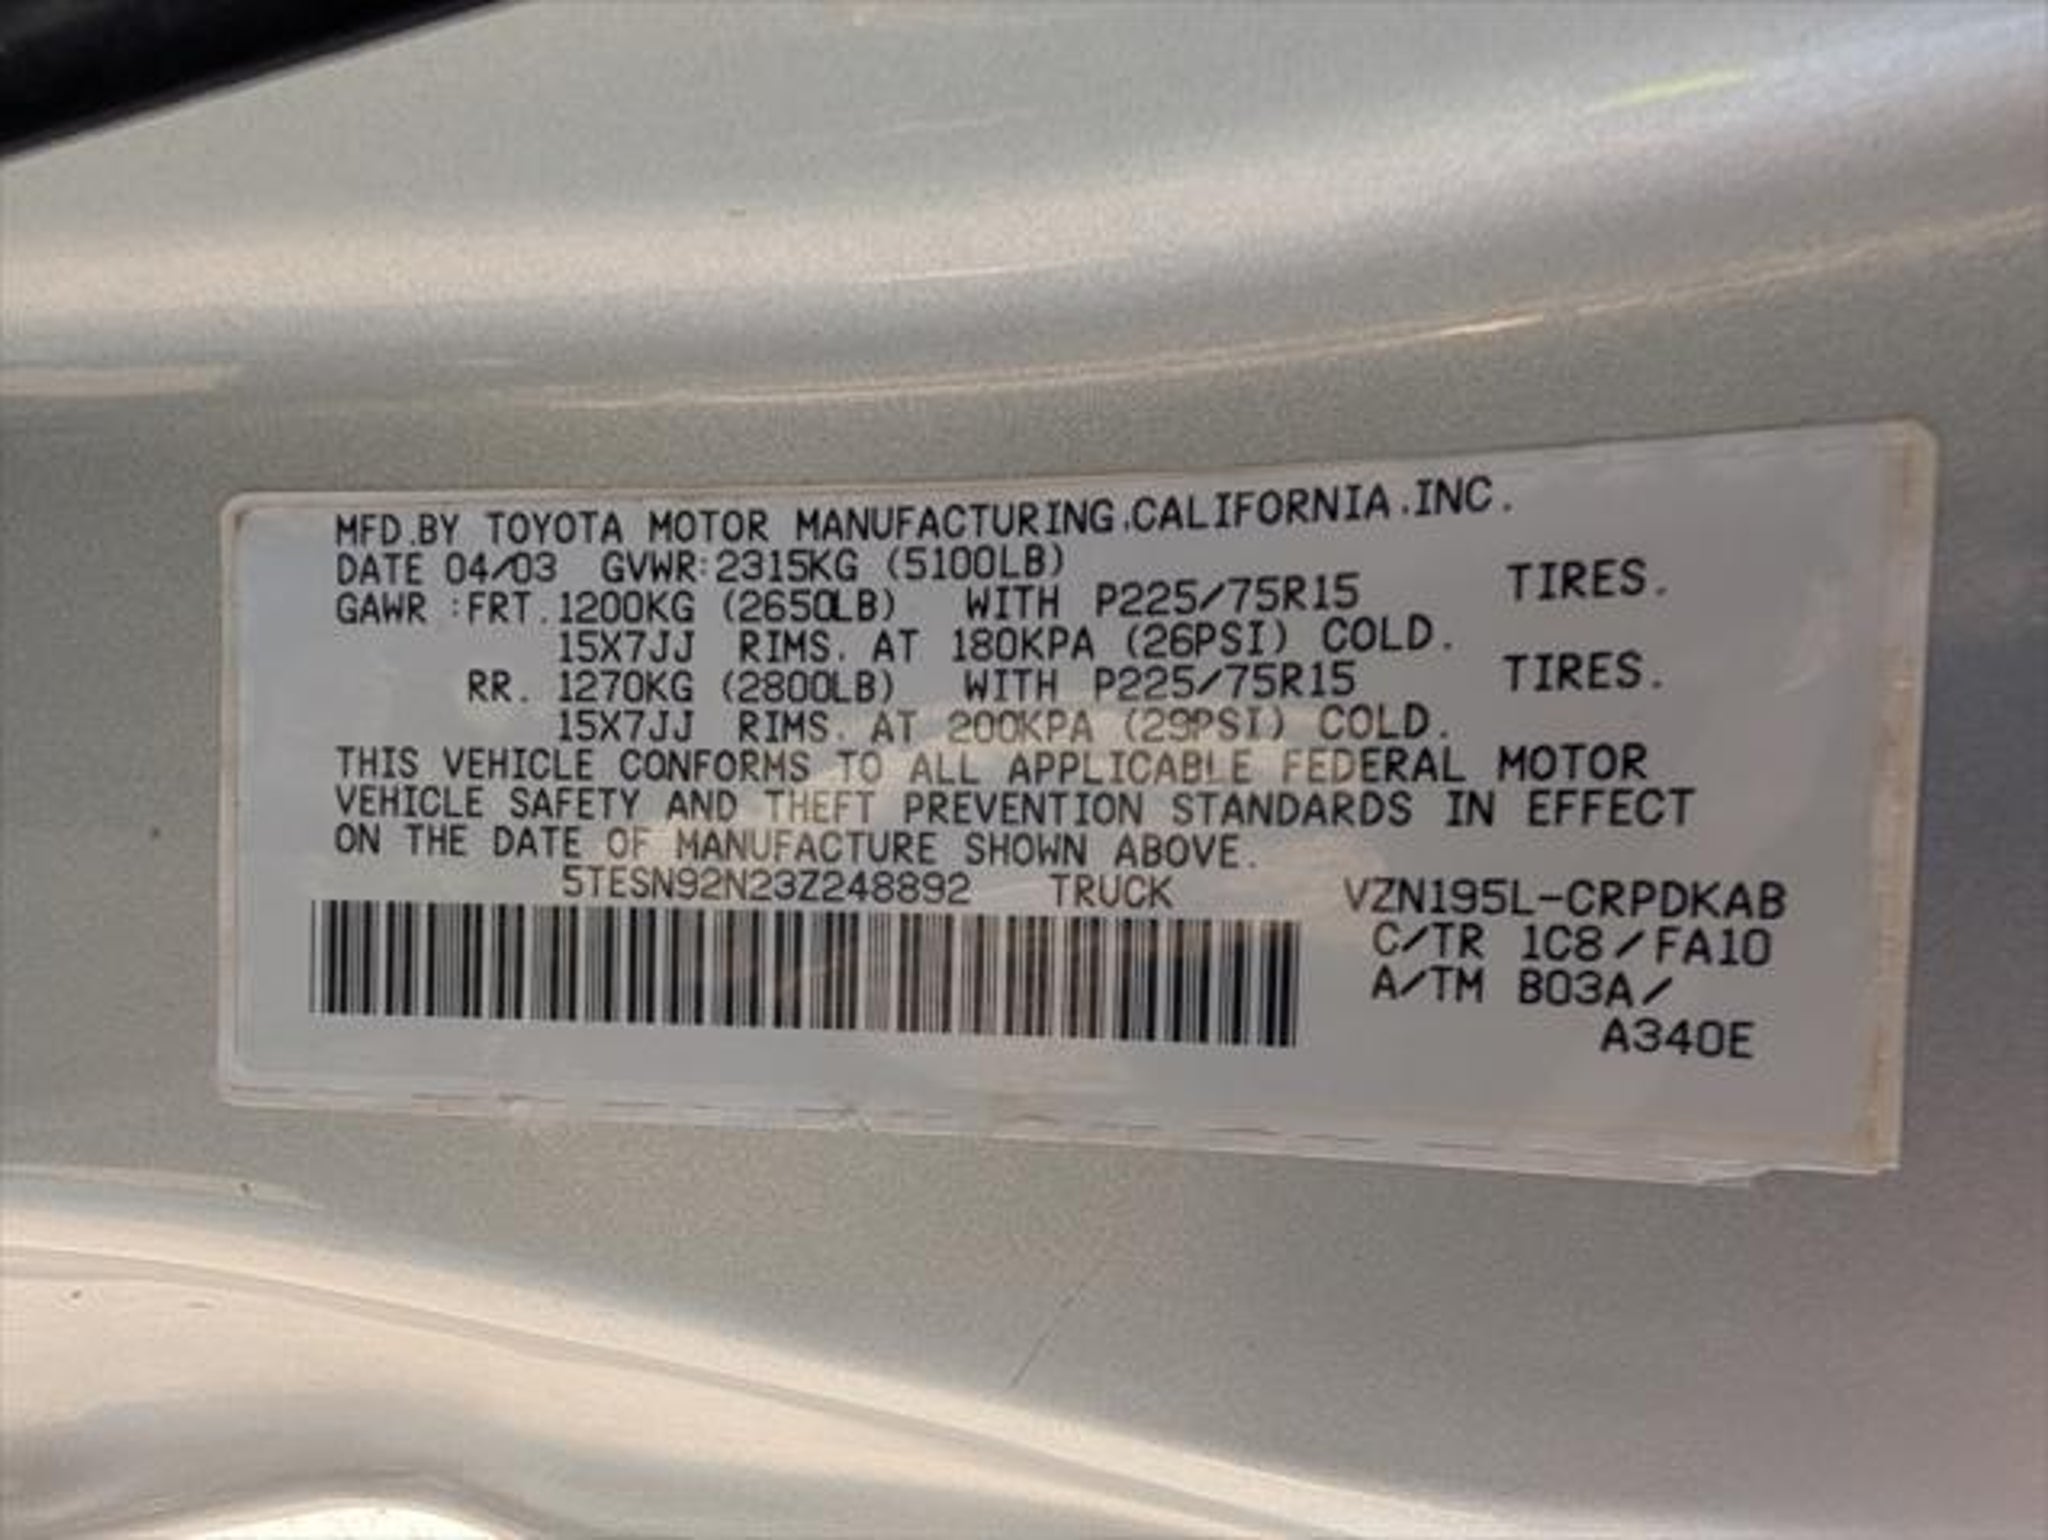 MFD.BY TOYOTA MOTOR MANUFACTURING.CALIFORNIA.INC.
DATE 04/03 GVWR:2315KG (5100LB)
GAWR :FRT. 1200KG (2650LB) WITH P225/75R15 TIRES.
15X7JJ RIMS. AT 180KPA (26PSI) COLD.
RR. 1270KG (2800LB) WITH P225/75R15 TIRES.
15X7JJ RIMS. AT 200KPA (29PSI) COLD.
THIS VEHICLE CONFORMS TO ALL APPLICABLE FEDERAL MOTOR
VEHICLE SAFETY AND THEFT PREVENTION STANDARDS IN EFFECT
ON THE DATE OF MANUFACTURE SHOWN ABOVE.
5TESN92N23Z248892 TRUCK VZN195L-CRPDKAB
C/TR 1C8/FA10
A/TM B03A/
A340E